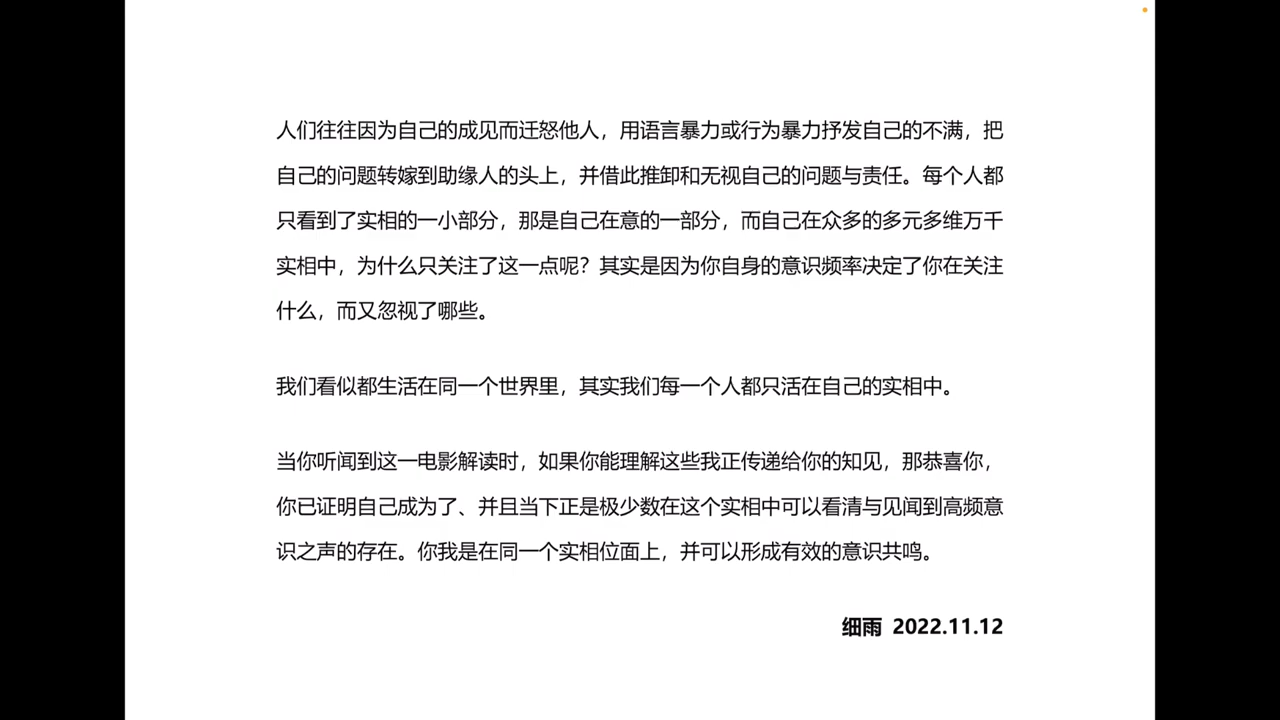 人们往往因为自己的成见而迁怒他人，用语言暴力或行为暴力抒发自己的不满，把
自己的问题转嫁到助缘人的头上，并借此推卸和无视自己的问题与责任。每个人都
只看到了实相的一小部分，那是自己在意的一部分，而自己在众多的多元多维万千
实相中，为什么只关注了这一点呢？其实是因为你自身的意识频率决定了你在关注
什么，而又忽视了哪些。
我们看似都生活在同一个世界里，其实我们每一个人都只活在自己的实相中。
当你听闻到这一电影解读时，如果你能理解这些我正传递给你的知见，那恭喜你，
你已证明自己成为了、并且当下正是极少数在这个实相中可以看清与见闻到高频意
识之声的存在。你我是在同一个实相位面上，并可以形成有效的意识共鸣。
细雨 2022.11.12